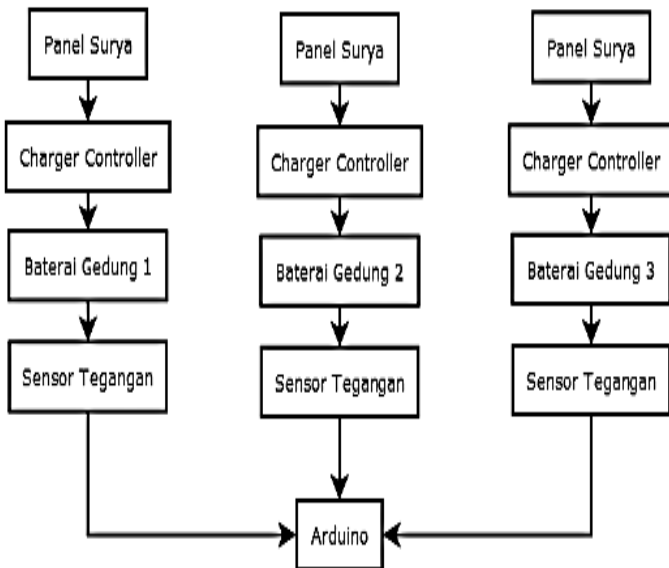 Panel Surya
Charger Controller
Baterai Gedung 1
Sensor Tegangan
Panel Surya
Charger Controller
Baterai Gedung 2
Sensor Tegangan
Panel Surya
Charger Controller
Baterai Gedung 3
Sensor Tegangan
Arduino